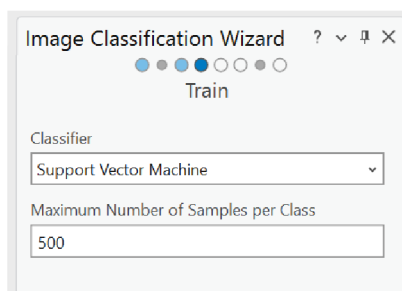 Image Classification Wizard ?
Train
Classifier
Support Vector Machine
Maximum Number of Samples per Class
500